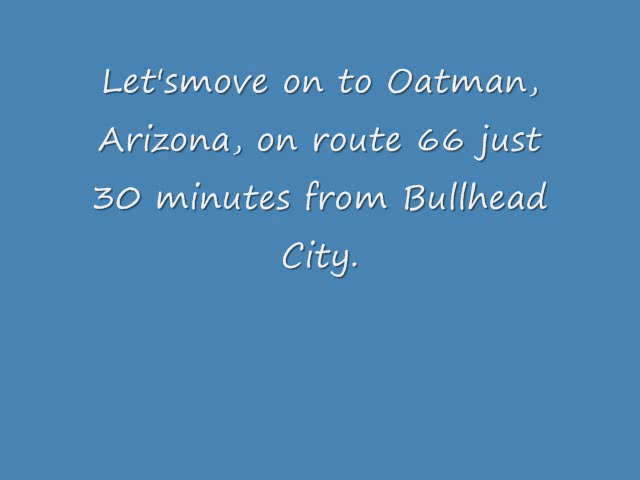 Let'smove on to Oatman,
Arizona, on route 66 just
30 minutes from Bullhead
City.